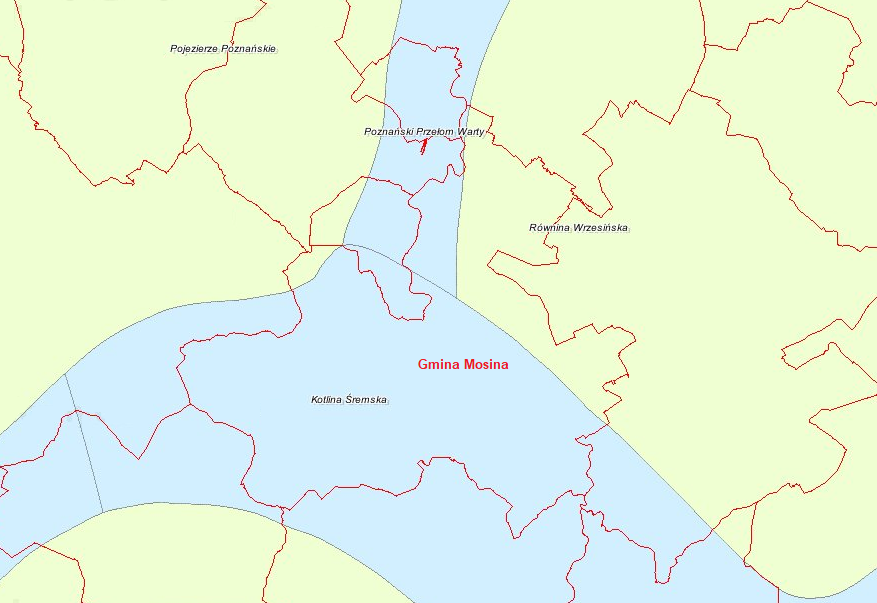 Pojezierze Poznańskie
Poznański Przełom Warty
Równina Wrzesińska
Gmina Mosina
Kotlina Śremska